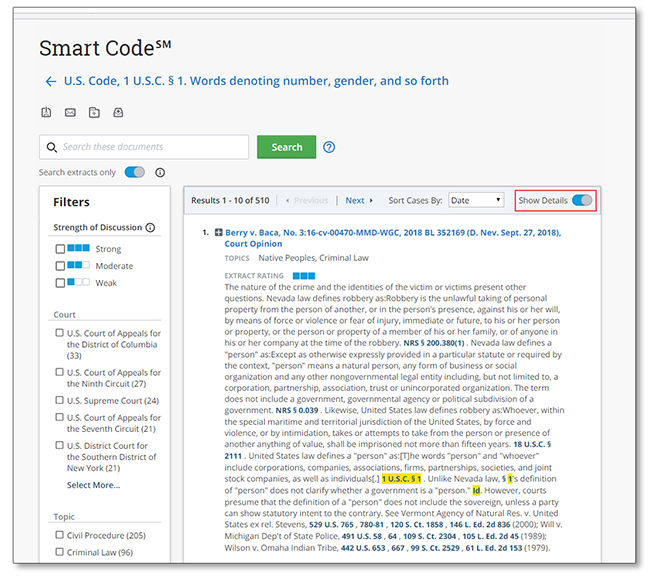 Smart Code℠
← U.S. Code, 1 U.S.C. § 1. Words denoting number, gender, and so forth
Search these documents
Search
Search extracts only
Filters
Strength of Discussion
Strong
Moderate
Weak
Court
U.S. Court of Appeals for
the District of Columbia
(33)
U.S. Court of Appeals for
the Ninth Circuit (27)
U.S. Supreme Court (24)
U.S. Court of Appeals for
the Seventh Circuit (21)
U.S. District Court for
the Southern District of
New York (21)
Select More...
Topic
Civil Procedure (205)
Criminal Law (96)
Results 1 - 10 of 510 | Previous | Next Sort Cases By: Date Show Details
1. Berry v. Baca, No. 3:16-cv-00470-MMD-WGC, 2018 BL 352169 (D. Nev. Sept. 27, 2018),
Court Opinion
TOPICS Native Peoples, Criminal Law
EXTRACT RATING
The nature of the crime and the identities of the victim or victims present other
questions. Nevada law defines robbery as:Robbery is the unlawful taking of personal
property from the person of another, or in the person's presence, against his or her will,
by means of force or violence or fear of injury, immediate or future, to his or her person
or property, or the person or property of a member of his or her family, or of anyone in
his or her company at the time of the robbery. NRS § 200.380(1) . Nevada law defines a
"person" as:Except as otherwise expressly provided in a particular statute or required by
the context, "person" means a natural person, any form of business or social
organization and any other nongovernmental legal entity including, but not limited to, a
corporation, partnership, association, trust or unincorporated organization. The term
does not include a government, governmental agency or political subdivision of a
government. NRS § 0.039 . Likewise, United States law defines robbery as:Whoever, within
the special maritime and territorial jurisdiction of the United States, by force and
violence, or by intimidation, takes or attempts to take from the person or presence of
another anything of value, shall be imprisoned not more than fifteen years. 18 U.S.C. §
2111 . United States law defines a "person" as:[T]he words "person" and "whoever"
include corporations, companies, associations, firms, partnerships, societies, and joint
stock companies, as well as individuals[.] 1 U.S.C. § 1 . Unlike Nevada law, § 1's definition
of "person" does not clarify whether a government is a "person." Id. However, courts
presume that the definition of a "person" does not include the sovereign, unless a party
can show statutory intent to the contrary. See Vermont Agency of Natural Res. v. United
States ex rel. Stevens, 529 U.S. 765 , 780-81 , 120 S. Ct. 1858 , 146 L. Ed. 2d 836 (2000); Will v.
Michigan Dep't of State Police, 491 U.S. 58 , 64 , 109 S. Ct. 2304 , 105 L. Ed. 2d 45 (1989);
Wilson v. Omaha Indian Tribe, 442 U.S. 653 , 667 , 99 S. Ct. 2529 , 61 L. Ed. 2d 153 (1979).